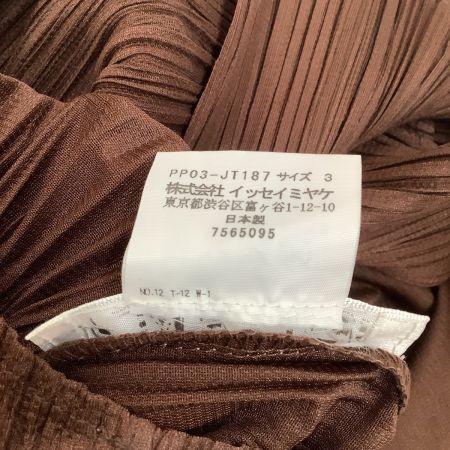 PP03-JT187 サイズ 3
株式会社 イッセイミヤケ
東京都渋谷区富ヶ谷1-12-10
日本製
7565095
NO.12 T-12 W-1